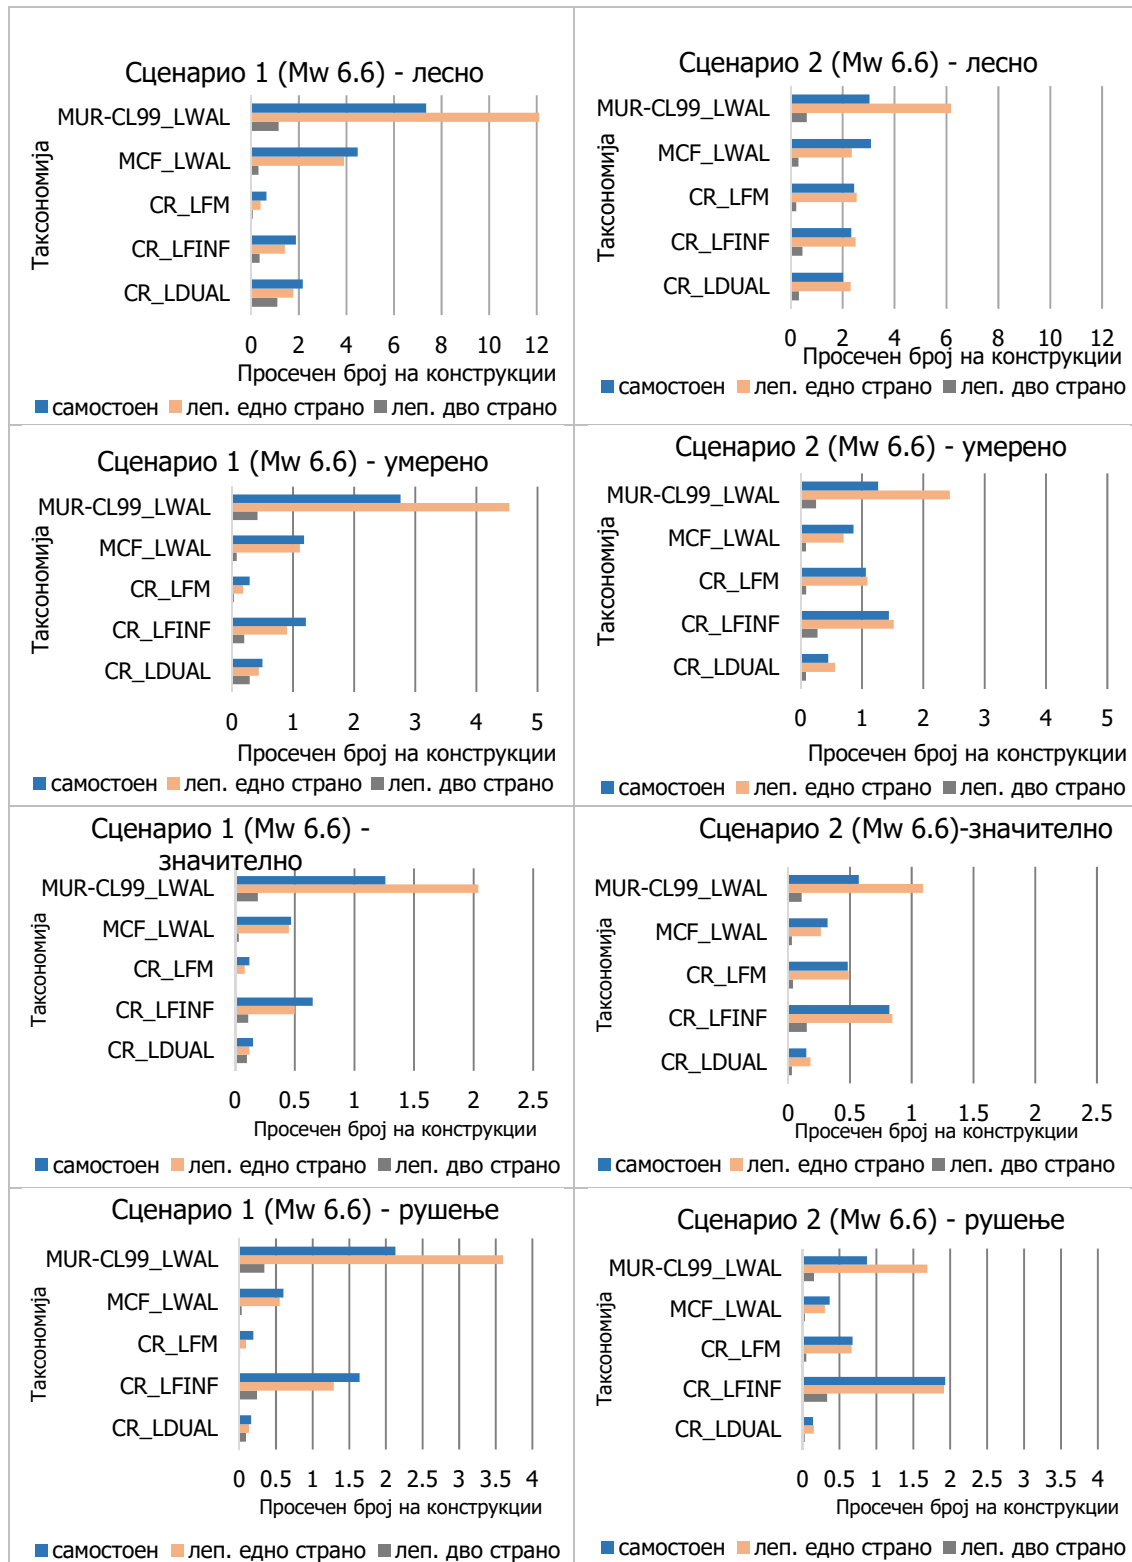 Сценарио 1 (Mw 6.6) - лесно
Таксономија
MUR-CL99_LWAL
MCF_LWAL
CR_LFM
CR_LFINF
CR_LDUAL
0 2 4 6 8 10 12
Просечен број на конструкции
самостоен леп. едно страно леп. дво страно
Сценарио 2 (Mw 6.6) - лесно
Таксономија
MUR-CL99_LWAL
MCF_LWAL
CR_LFM
CR_LFINF
CR_LDUAL
0 2 4 6 8 10 12
Просечен број на конструкции
самостоен леп. едно страно леп. дво страно
Сценарио 1 (Mw 6.6) - умерено
Таксономија
MUR-CL99_LWAL
MCF_LWAL
CR_LFM
CR_LFINF
CR_LDUAL
0 1 2 3 4 5
Просечен број на конструкции
самостоен леп. едно страно леп. дво страно
Сценарио 2 (Mw 6.6) - умерено
Таксономија
MUR-CL99_LWAL
MCF_LWAL
CR_LFM
CR_LFINF
CR_LDUAL
0 1 2 3 4 5
Просечен број на конструкции
самостоен леп. едно страно леп. дво страно
Сценарио 1 (Mw 6.6) -
значително
Таксономија
MUR-CL99_LWAL
MCF_LWAL
CR_LFM
CR_LFINF
CR_LDUAL
0 0.5 1 1.5 2 2.5
Просечен број на конструкции
самостоен леп. едно страно леп. дво страно
Сценарио 2 (Mw 6.6)-значително
Таксономија
MUR-CL99_LWAL
MCF_LWAL
CR_LFM
CR_LFINF
CR_LDUAL
0 0.5 1 1.5 2 2.5
Просечен број на конструкции
самостоен леп. едно страно леп. дво страно
Сценарио 1 (Mw 6.6) - рушење
Таксономија
MUR-CL99_LWAL
MCF_LWAL
CR_LFM
CR_LFINF
CR_LDUAL
0 0.5 1 1.5 2 2.5 3 3.5 4
Просечен број на конструкции
самостоен леп. едно страно леп. дво страно
Сценарио 2 (Mw 6.6) - рушење
Таксономија
MUR-CL99_LWAL
MCF_LWAL
CR_LFM
CR_LFINF
CR_LDUAL
0 0.5 1 1.5 2 2.5 3 3.5 4
Просечен број на конструкции
самостоен леп. едно страно леп. дво страно